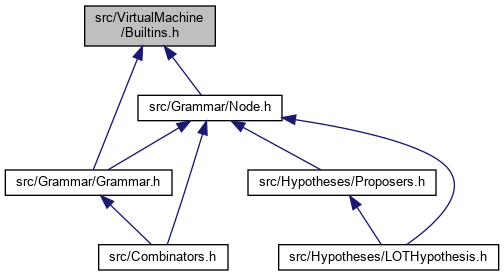 src/VirtualMachine
/Builtins.h
src/Grammar/Node.h
src/Grammar/Grammar.h
src/Hypotheses/Proposers.h
src/Combinators.h
src/Hypotheses/LOTHypothesis.h